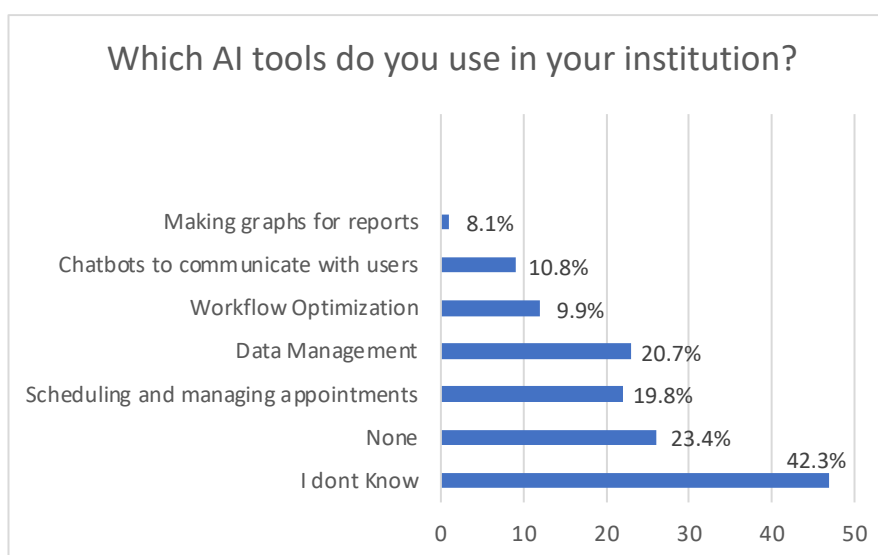 Which AI tools do you use in your institution?
Making graphs for reports 8.1%
Chatbots to communicate with users 10.8%
Workflow Optimization 9.9%
Data Management 20.7%
Scheduling and managing appointments 19.8%
None 23.4%
I dont Know 42.3%
0 10 20 30 40 50